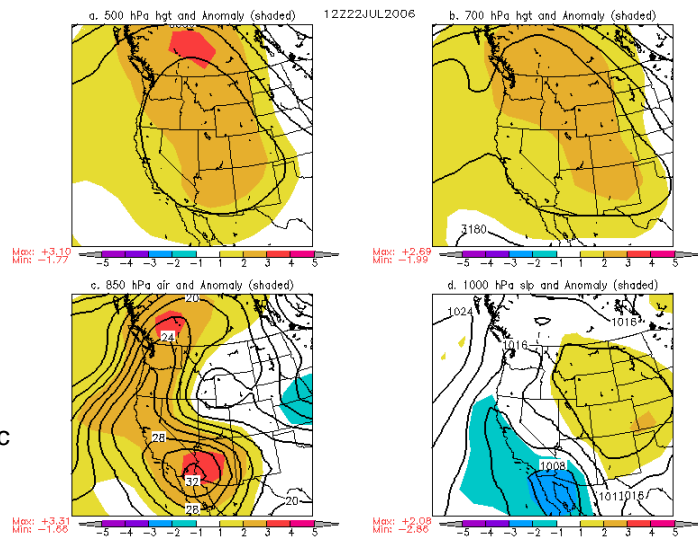 a. 500 hPa hgt and Anomaly (shaded)
12Z22JUL2006
b. 700 hPa hgt and Anomaly (shaded)
3180
Max: +3.10
Min: -1.77
-5 -4 -3 -2 -1 1 2 3 4 5
Max: +2.69
Min: -1.99
-5 -4 -3 -2 -1 1 2 3 4 5
c. 850 hPa air and Anomaly (shaded)
20
24
28
32
28
20
d. 1000 hPa slp and Anomaly (shaded)
1024
1016
1016
1008
1016
c
Max: +3.31
Min: -1.66
-5 -4 -3 -2 -1 1 2 3 4 5
Max: +2.08
Min: -2.86
-5 -4 -3 -2 -1 1 2 3 4 5